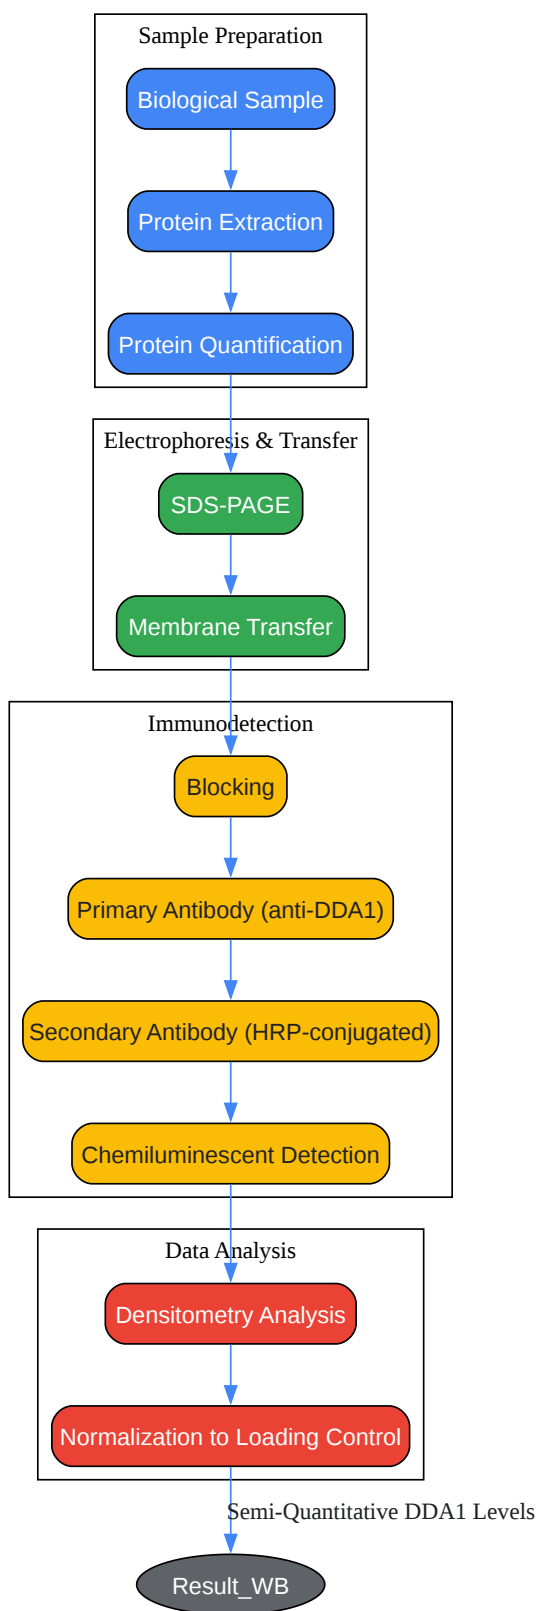 Sample Preparation
Biological Sample
Protein Extraction
Protein Quantification
Electrophoresis & Transfer
SDS-PAGE
Membrane Transfer
Immunodetection
Blocking
Primary Antibody (anti-DDA1)
Secondary Antibody (HRP-conjugated)
Chemiluminescent Detection
Data Analysis
Densitometry Analysis
Normalization to Loading Control
Semi-Quantitative DDA1 Levels
Result_WB